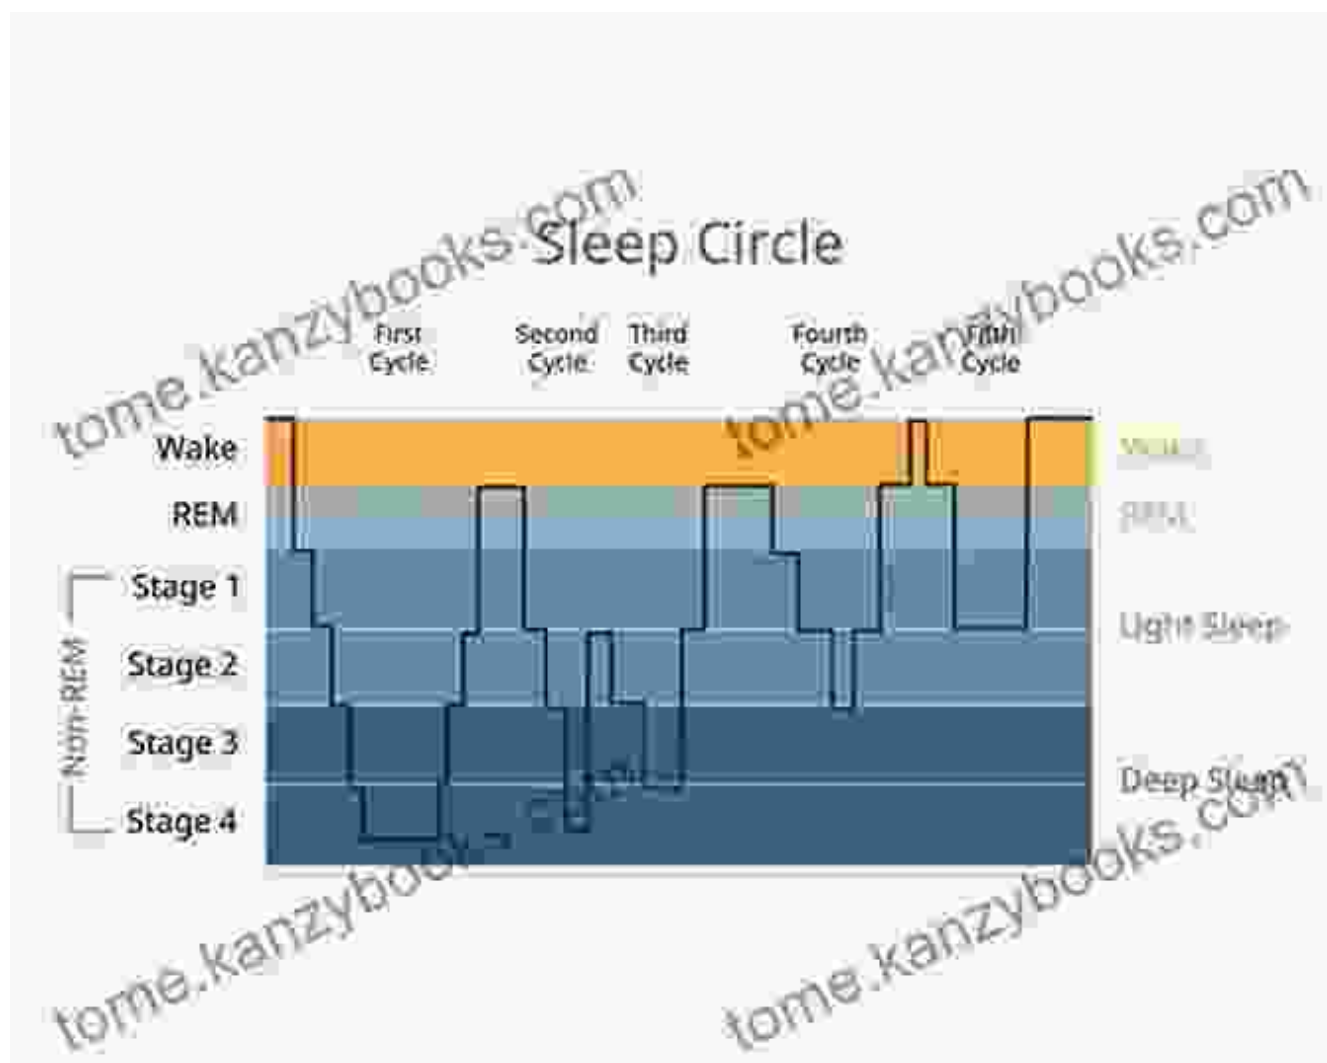 Sleep Circle
First Cycle
Second Cycle
Third Cycle
Fourth Cycle
Fifth Cycle
Wake
REM
Stage 1
Stage 2
Stage 3
Stage 4
Non-REM
Wake
REM
Light Sleep
Deep Sleep
tome.kanzybooks.com
tome.kanzybooks.com
tome.kanzybooks.com
tome.kanzybooks.com